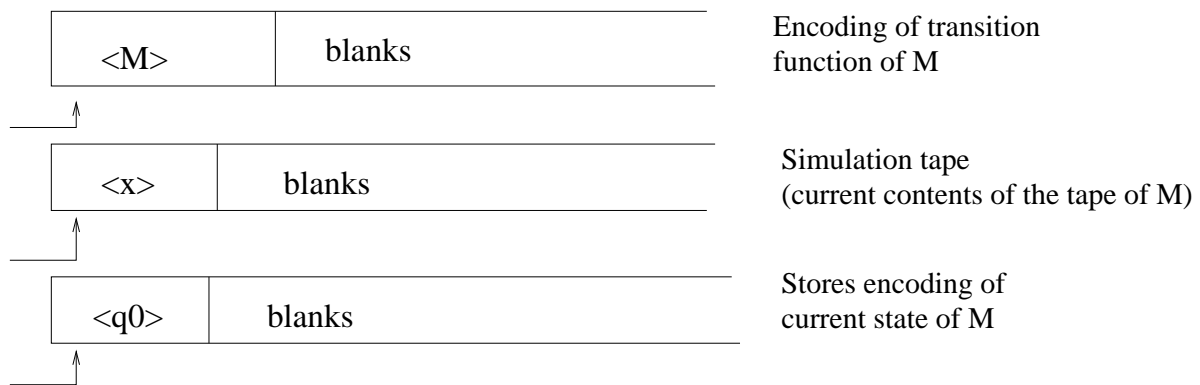 <M>
blanks
Encoding of transition
function of M
<x>
blanks
Simulation tape
(current contents of the tape of M)
<q0>
blanks
Stores encoding of
current state of M